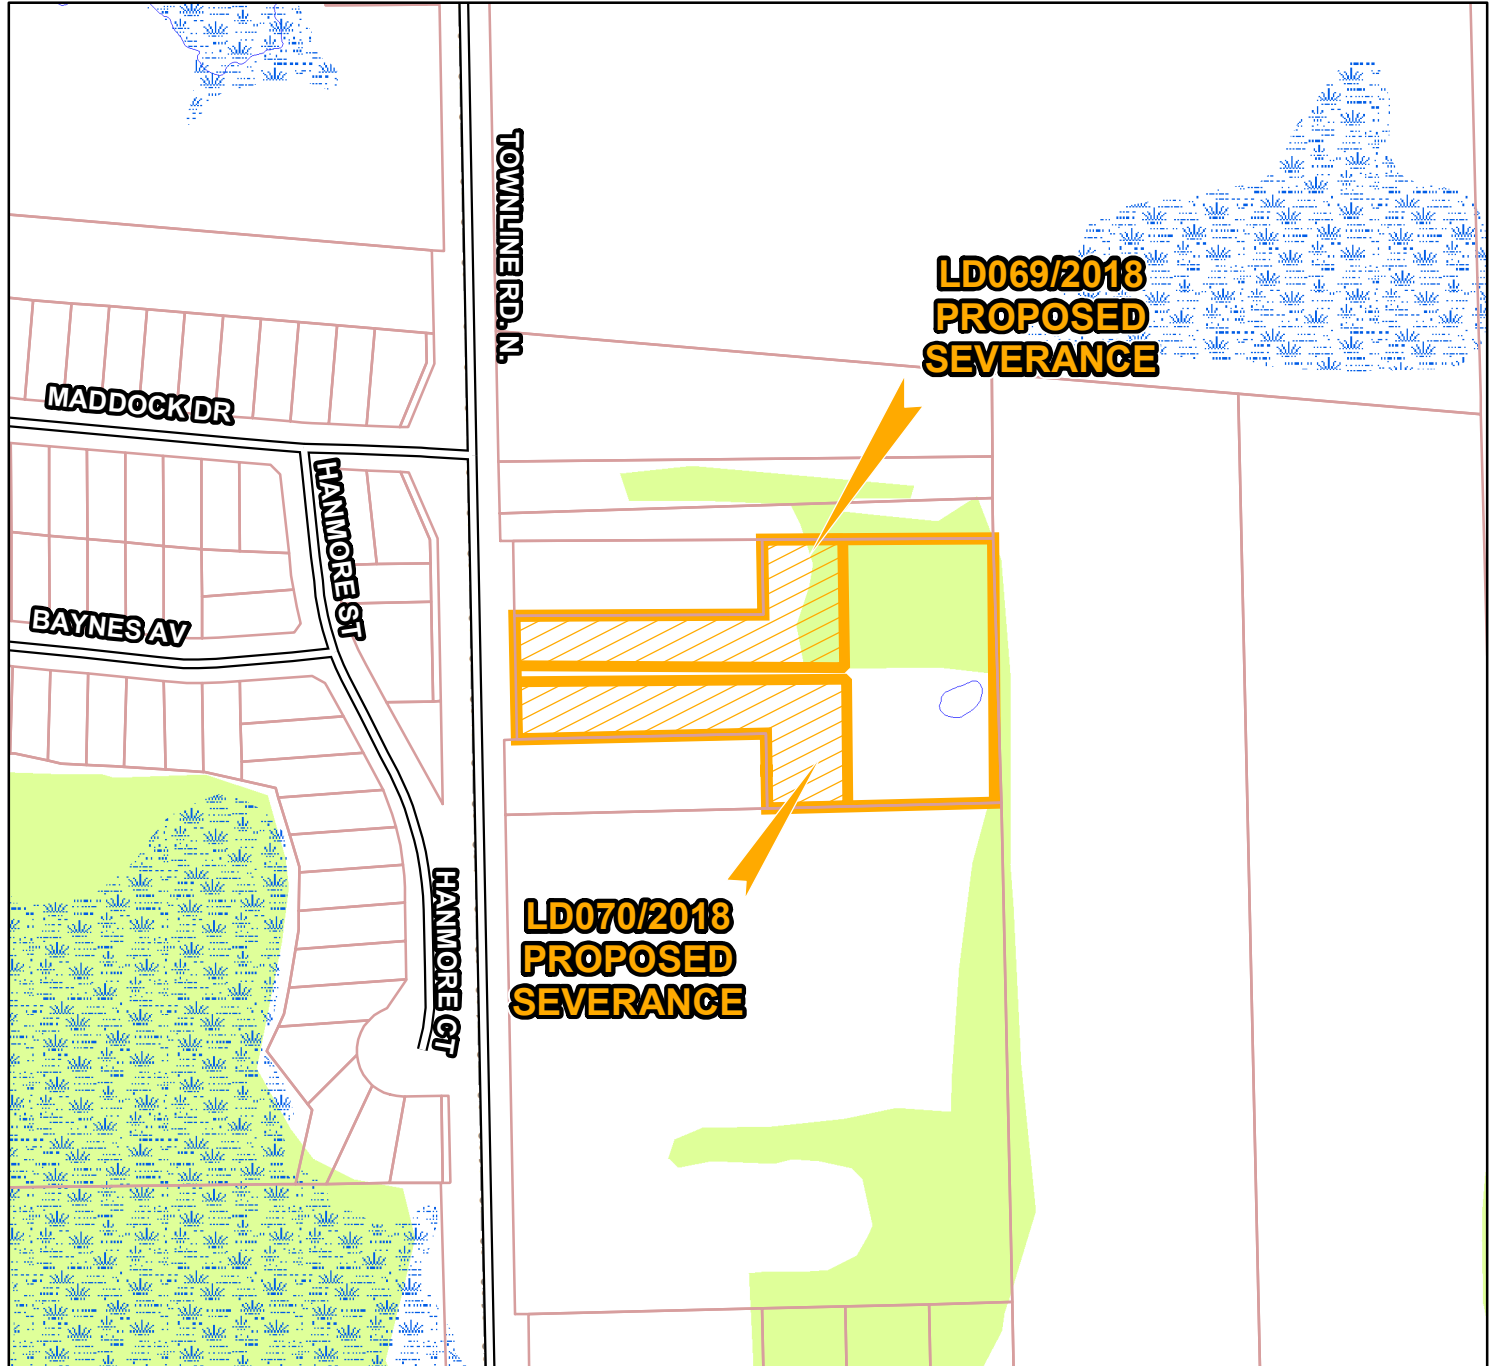 TOWNLINE RD. N.
LD069/2018
PROPOSED
SEVERANCE
MADDOCK DR
HANMORE ST
BAYNES AV
HANMORE CT
LD070/2018
PROPOSED
SEVERANCE